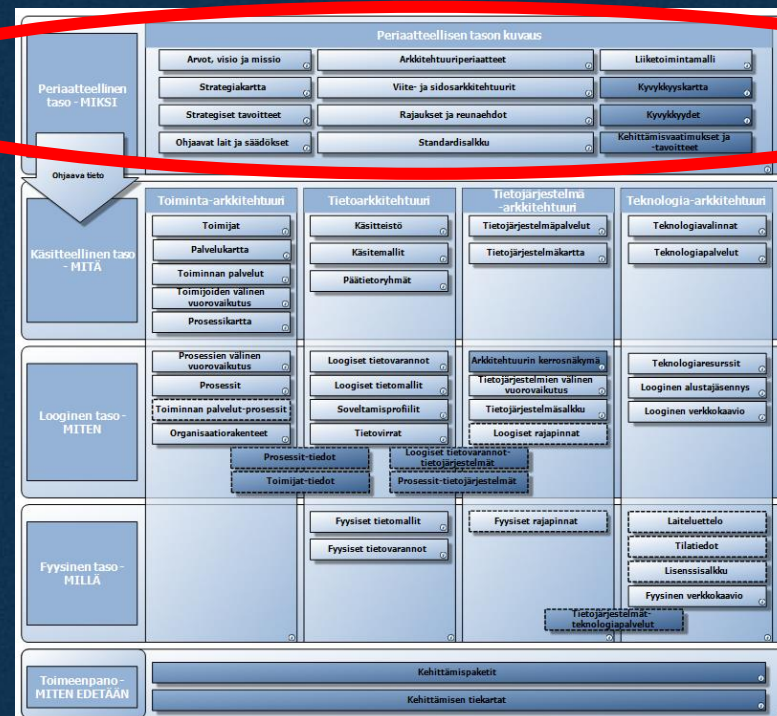 Periaatteellinen
taso - MIKSI
Periaatteellisen tason kuvaus
Arvot, visio ja missio
Arkkitehtuuriperiaatteet
Liiketoimintamalli
Strategiakartta
Viite- ja sidosarkkitehtuurit
Kyvykkyyskartta
Strategiset tavoitteet
Rajaukset ja reunaehdot
Kyvykkyydet
Ohjaavat lait ja säädökset
Standardisalkku
Kehittämisvaatimukset ja
-tavoitteet
Ohjaava tieto
Käsitteellinen taso
- MITÄ
Toiminta-arkkitehtuuri
Toimijat
Palvelukartta
Toiminnan palvelut
Toimijoiden välinen
vuorovaikutus
Prosessikartta
Tietoarkkitehtuuri
Käsitteistö
Käsitemallit
Päätietoryhmät
Tietojärjestelmä
-arkkitehtuuri
Tietojärjestelmäpalvelut
Tietojärjestelmäkartta
Teknologia-arkkitehtuuri
Teknologiavalinnat
Teknologiapalvelut
Looginen taso -
MITEN
Prosessien välinen
vuorovaikutus
Prosessit
Toiminnan palvelut-prosessit
Organisaatiorakenteet
Loogiset tietovarannot
Loogiset tietomallit
Soveltamisprofiilit
Tietovirrat
Arkkitehtuurin kerrosnäkymä
Tietojärjestelmien välinen
vuorovaikutus
Tietojärjestelmäsalkku
Loogiset rajapinnat
Teknologiaresurssit
Looginen alustajäsennys
Looginen verkkokaavio
Prosessit-tiedot
Loogiset tietovarannot-
tietojärjestelmät
Toimijat-tiedot
Prosessit-tietojärjestelmät
Fyysinen taso -
MILLÄ
Fyysiset tietomallit
Fyysiset tietovarannot
Fyysiset rajapinnat
Laiteluettelo
Tilatiedot
Lisenssisalkku
Fyysinen verkkokaavio
Tietojärjestelmät-
teknologiapalvelut
Toimeenpano -
MITEN EDETÄÄN
Kehittämispaketit
Kehittämisen tiekartat